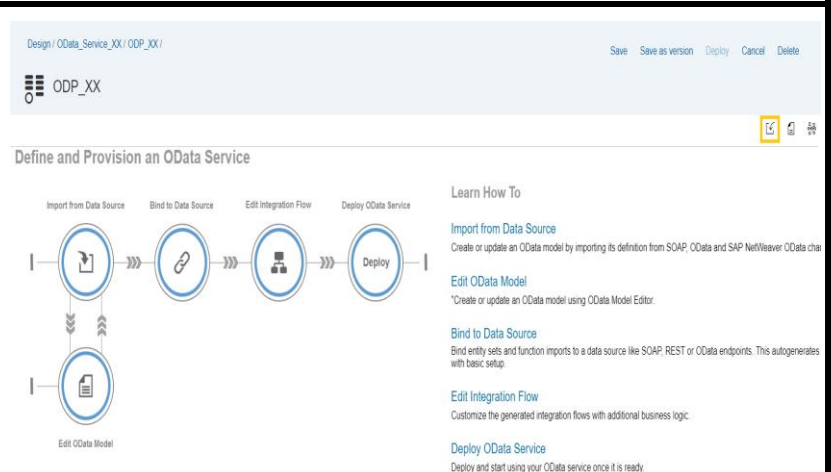 Design / OData_Service_XX / ODP_XX /
Save Save as version Deploy Cancel Delete
ODP_XX
Define and Provision an OData Service
Import from Data Source
Bind to Data Source
Edit Integration Flow
Deploy OData Service
Deploy
Edit OData Model
Learn How To
Import from Data Source
Create or update an OData model by importing its definition from SOAP, OData and SAP NetWeaver OData
Edit OData Model
"Create or update an OData model using OData Model Editor.
Bind to Data Source
Bind entity sets and function imports to a data source like SOAP, REST or OData endpoints. This autogenerates
with basic setup.
Edit Integration Flow
Customize the generated integration flows with additional business logic.
Deploy OData Service
Deploy and start using your OData service once it is ready.